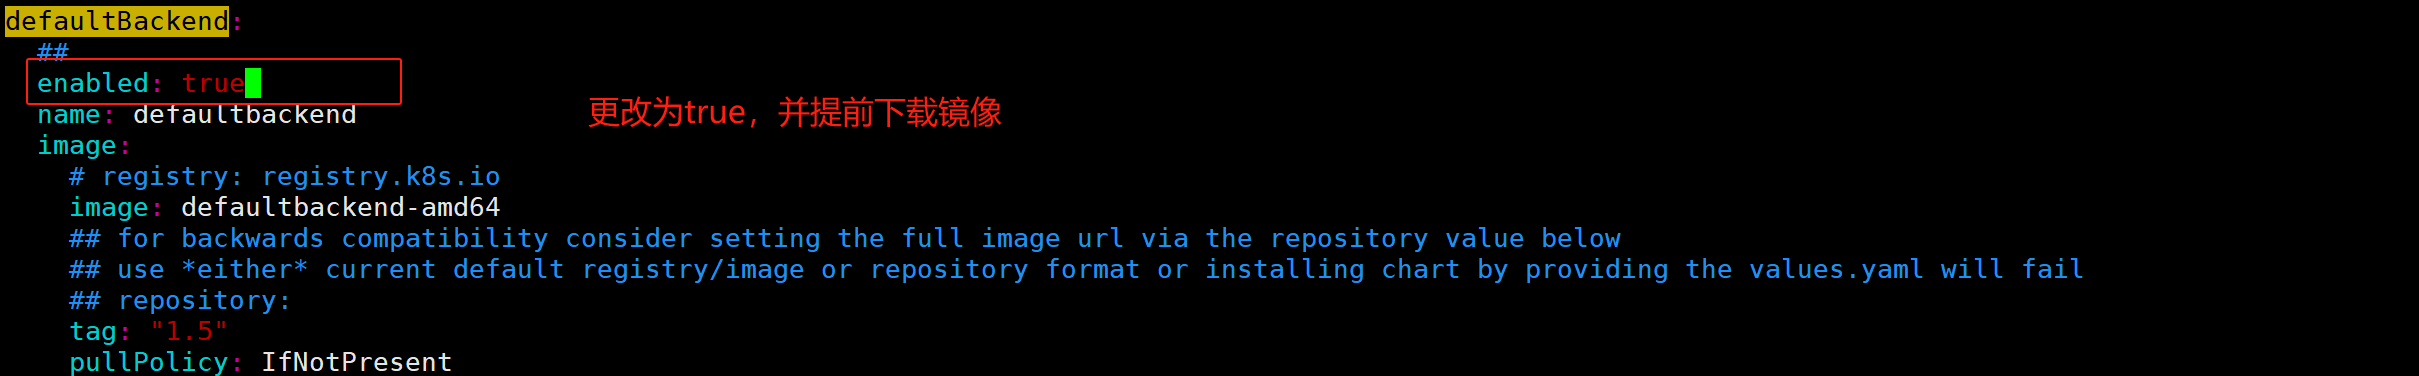 defaultBackend:
  ##
  enabled: true
  name: defaultbackend
更改为true，并提前下载镜像
  image:
    # registry: registry.k8s.io
    image: defaultbackend-amd64
    ## for backwards compatibility consider setting the full image url via the repository value below
    ## use *either* current default registry/image or repository format or installing chart by providing the values.yaml will fail
    ## repository:
    tag: "1.5"
    pullPolicy: IfNotPresent